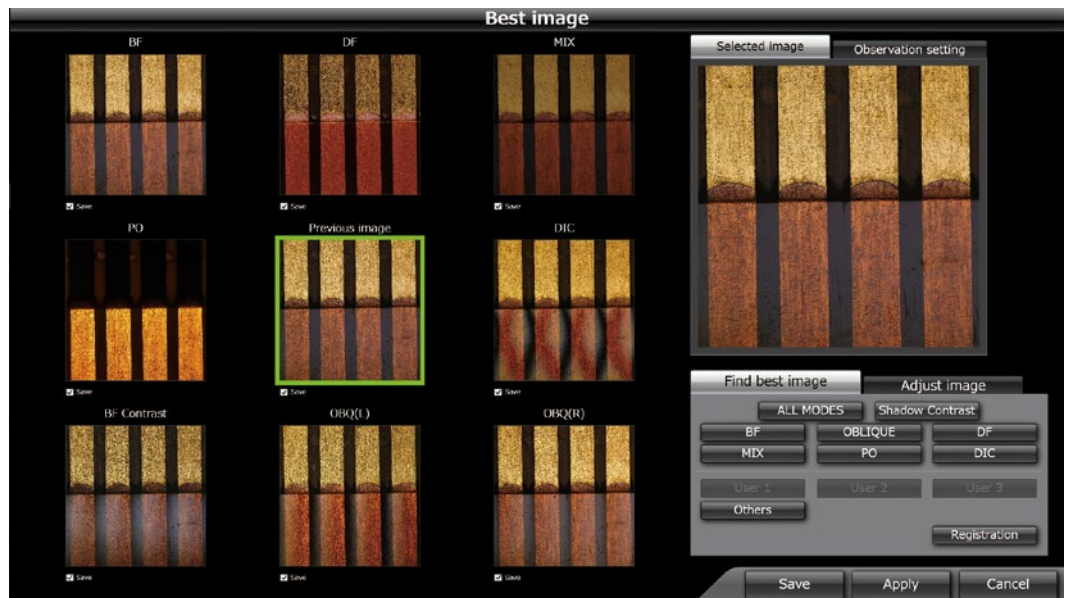 Best image
BF
DF
MIX
Save
Save
Save
PO
Previous image
DIC
Save
Save
Save
BF Contrast
OBQ(L)
OBQ(R)
Save
Save
Save
Selected image
Observation setting
Find best image
Adjust image
ALL MODES
Shadow Contrast
BF
OBLIQUE
DF
MIX
PO
DIC
User 1
User 2
User 3
Others
Registration
Save
Apply
Cancel